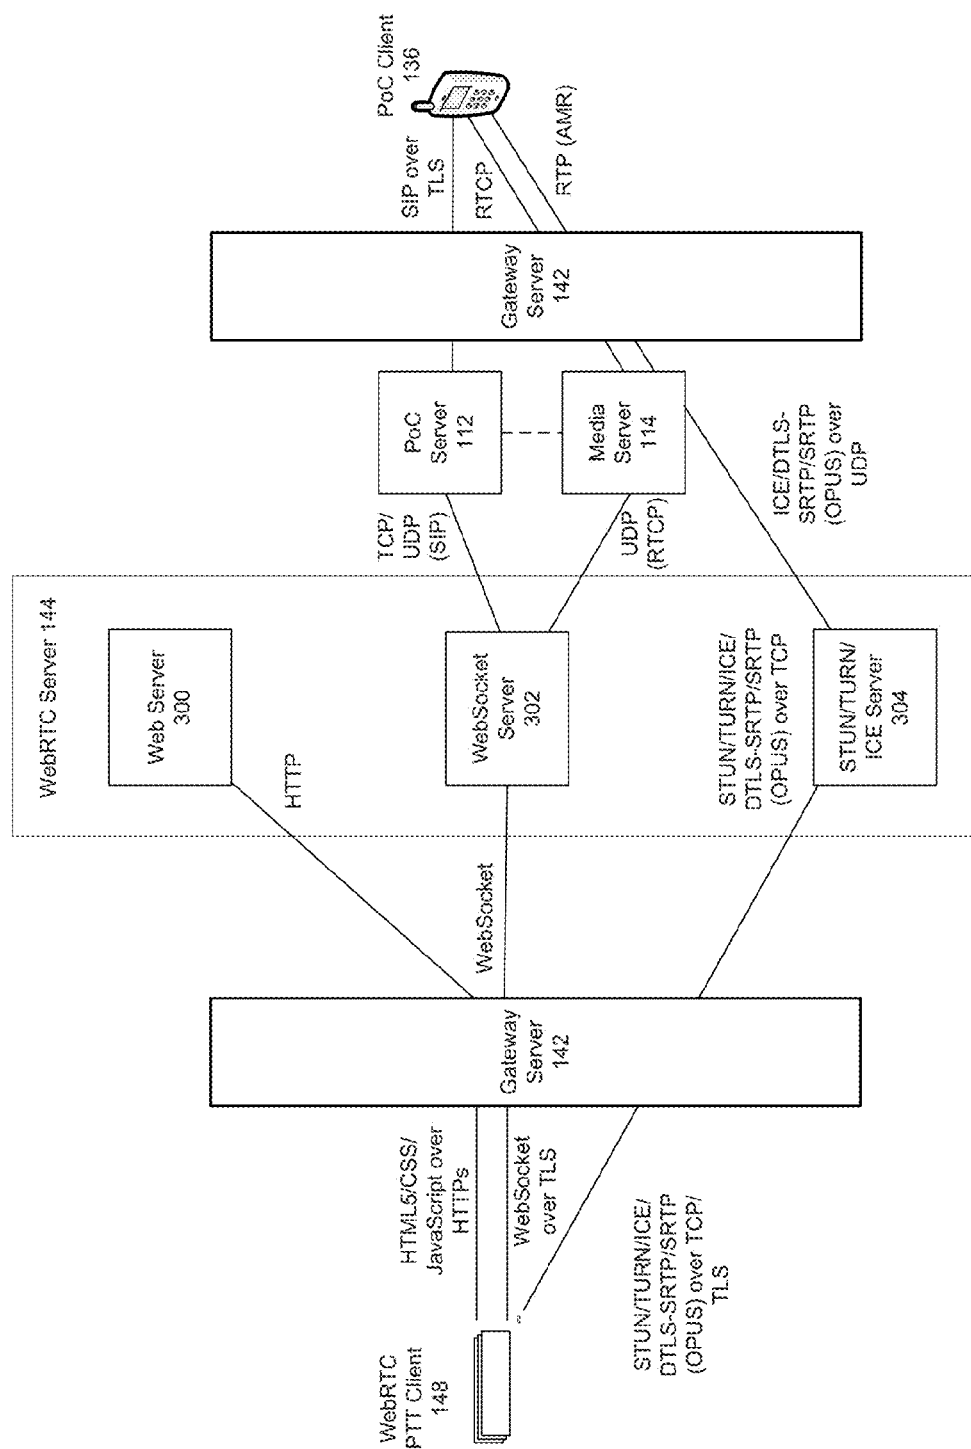 WebRTC
PTT Client
148
HTML5/CSS/
JavaScript over
HTTPs
WebSocket
over TLS
STUN/TURN/ICE/
DTLS-SRTP/SRTP
(OPUS) over TCP/
TLS
Gateway
Server
142
WebSocket
WebRTC Server 144
HTTP
Web Server
300
WebSocket
Server
302
STUN/TURN/ICE/
DTLS-SRTP/SRTP
(OPUS) over TCP
STUN/TURN/
ICE Server
304
TCP/
UDP
(SIP)
UDP
(RTCP)
ICE/DTLS-
SRTP/SRTP
(OPUS) over
UDP
PoC
Server
112
Media
Server
114
Gateway
Server
142
SIP over
TLS
RTCP
RTP (AMR)
PoC Client
136